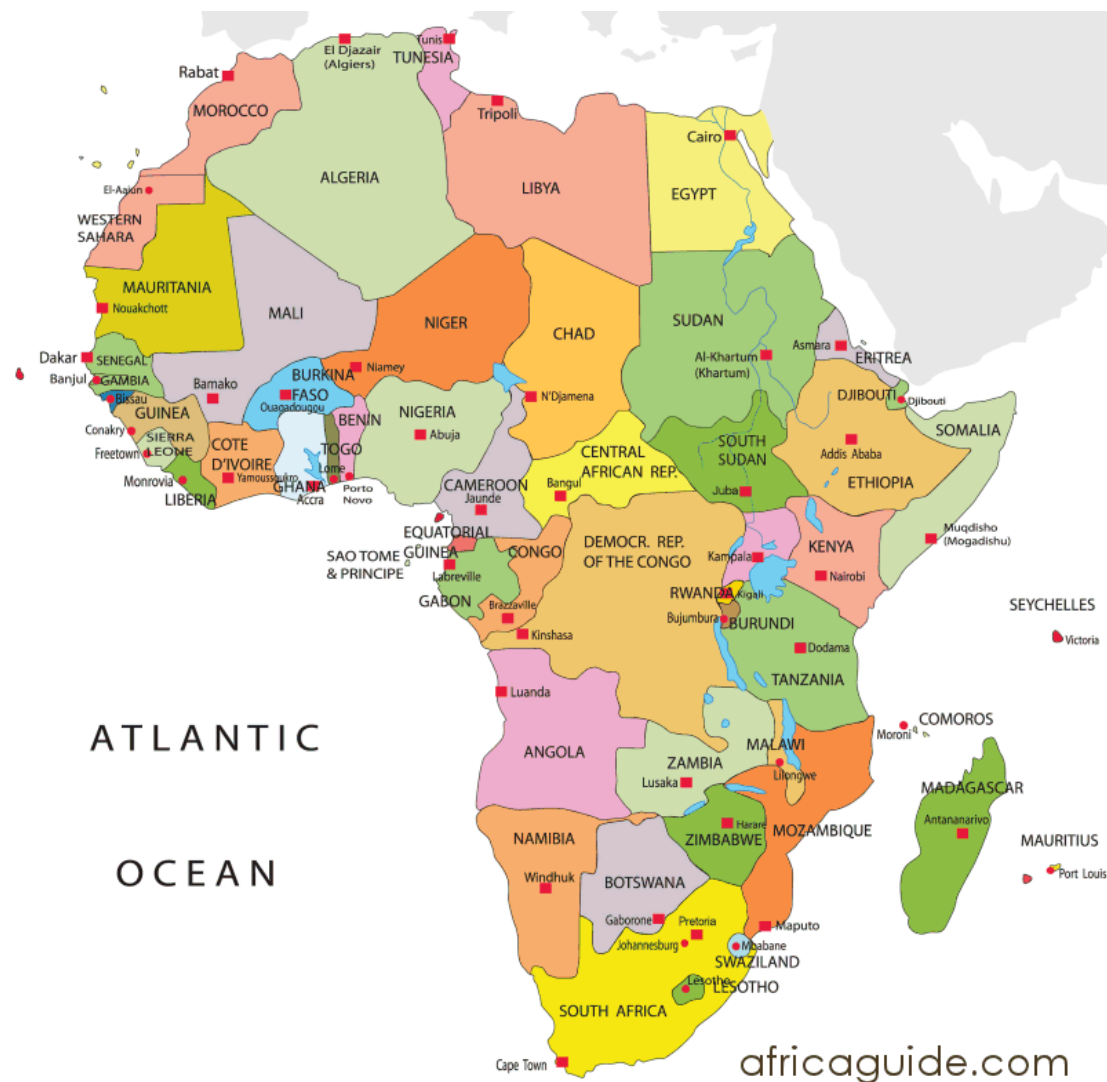 El Djazair
(Algiers)
Tunis
TUNESIA
Rabat
MOROCCO
Tripoli
Cairo
ALGERIA
LIBYA
EGYPT
El-Aajun
WESTERN
SAHARA
MAURITANIA
Nouakchott
MALI
NIGER
CHAD
SUDAN
Asmara
ERITREA
Dakar
SENEGAL
Banjul
GAMBIA
Bissau
Bamako
BURKINA
FASO
Ouagadougou
Niamey
N'Djamena
Al-Khartum
(Khartum)
DJIBOUTI
Djibouti
GUINEA
Conakry
SIERRA
LEONE
Freetown
Monrovia
LIBERIA
COTE
D'IVOIRE
Yamoussoukro
GHANA
Accra
TOGO
Lome
BENIN
Porto
Novo
NIGERIA
Abuja
CAMEROON
Jaunde
CENTRAL
AFRICAN REP.
Bangul
SOUTH
SUDAN
Juba
Addis Ababa
ETHIOPIA
SOMALIA
Muqdisho
(Mogadishu)
EQUATORIAL
GUINEA
SAO TOME
& PRINCIPE
Labreville
GABON
CONGO
Brazzaville
Kinshasa
DEMOCR. REP.
OF THE CONGO
Kampala
KENYA
Nairobi
RWANDA
Kigali
Bujumbura
BURUNDI
Dodama
TANZANIA
SEYCHELLES
Victoria
Luanda
ANGOLA
ZAMBIA
Lusaka
MALAWI
Lilongwe
COMOROS
Moroni
MADAGASCAR
Antananarivo
MAURITIUS
Port Louis
ATLANTIC
OCEAN
NAMIBIA
Windhuk
BOTSWANA
Gaborone
ZIMBABWE
Harare
MOZAMBIQUE
Maputo
Pretoria
Johannesburg
Mbabane
SWAZILAND
Lesotho
LESOTHO
SOUTH AFRICA
Cape Town
africaguide.com